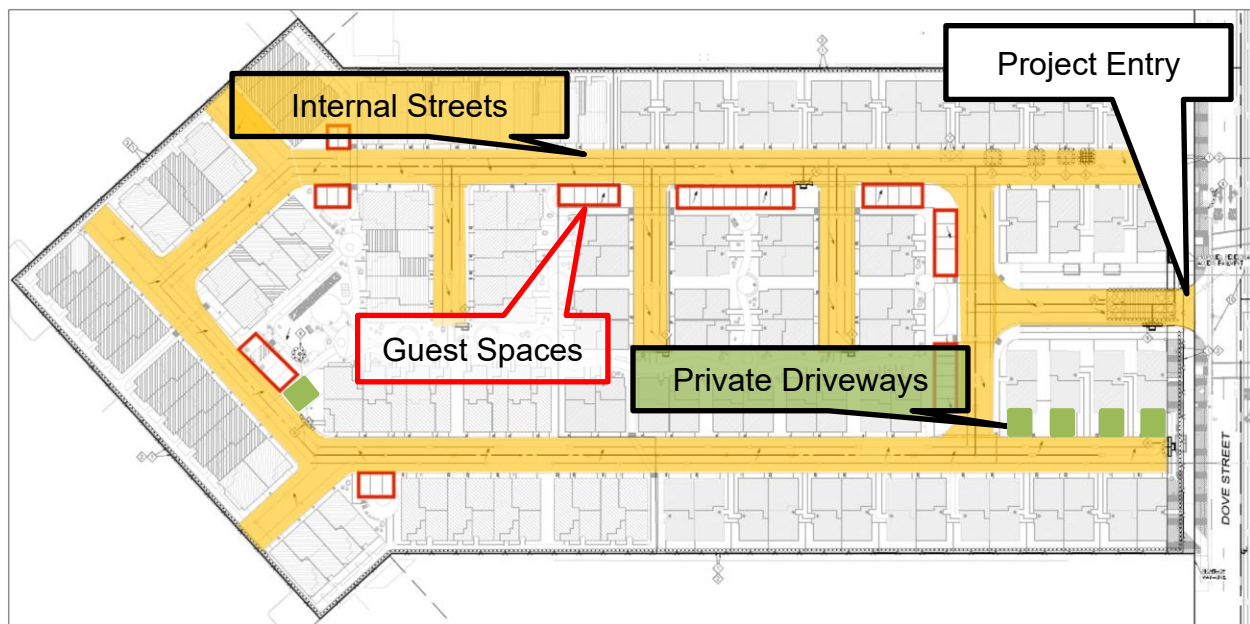 Project Entry
Internal Streets
Guest Spaces
Private Driveways
DOVE STREET